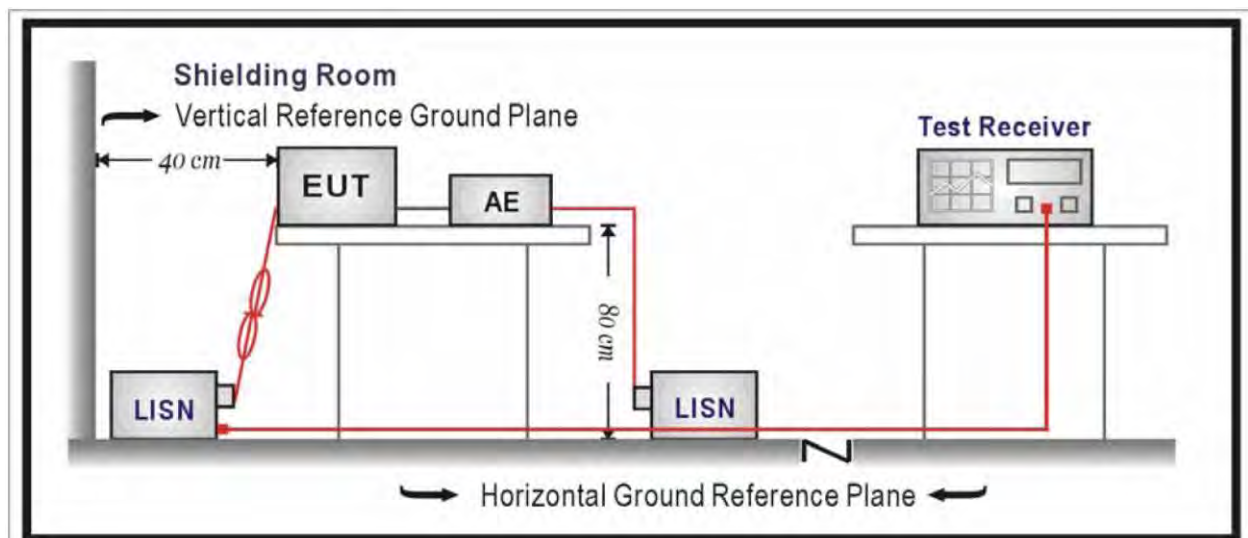 Shielding Room
Vertical Reference Ground Plane
40 cm
EUT
AE
Test Receiver
80 cm
LISN
LISN
Horizontal Ground Reference Plane